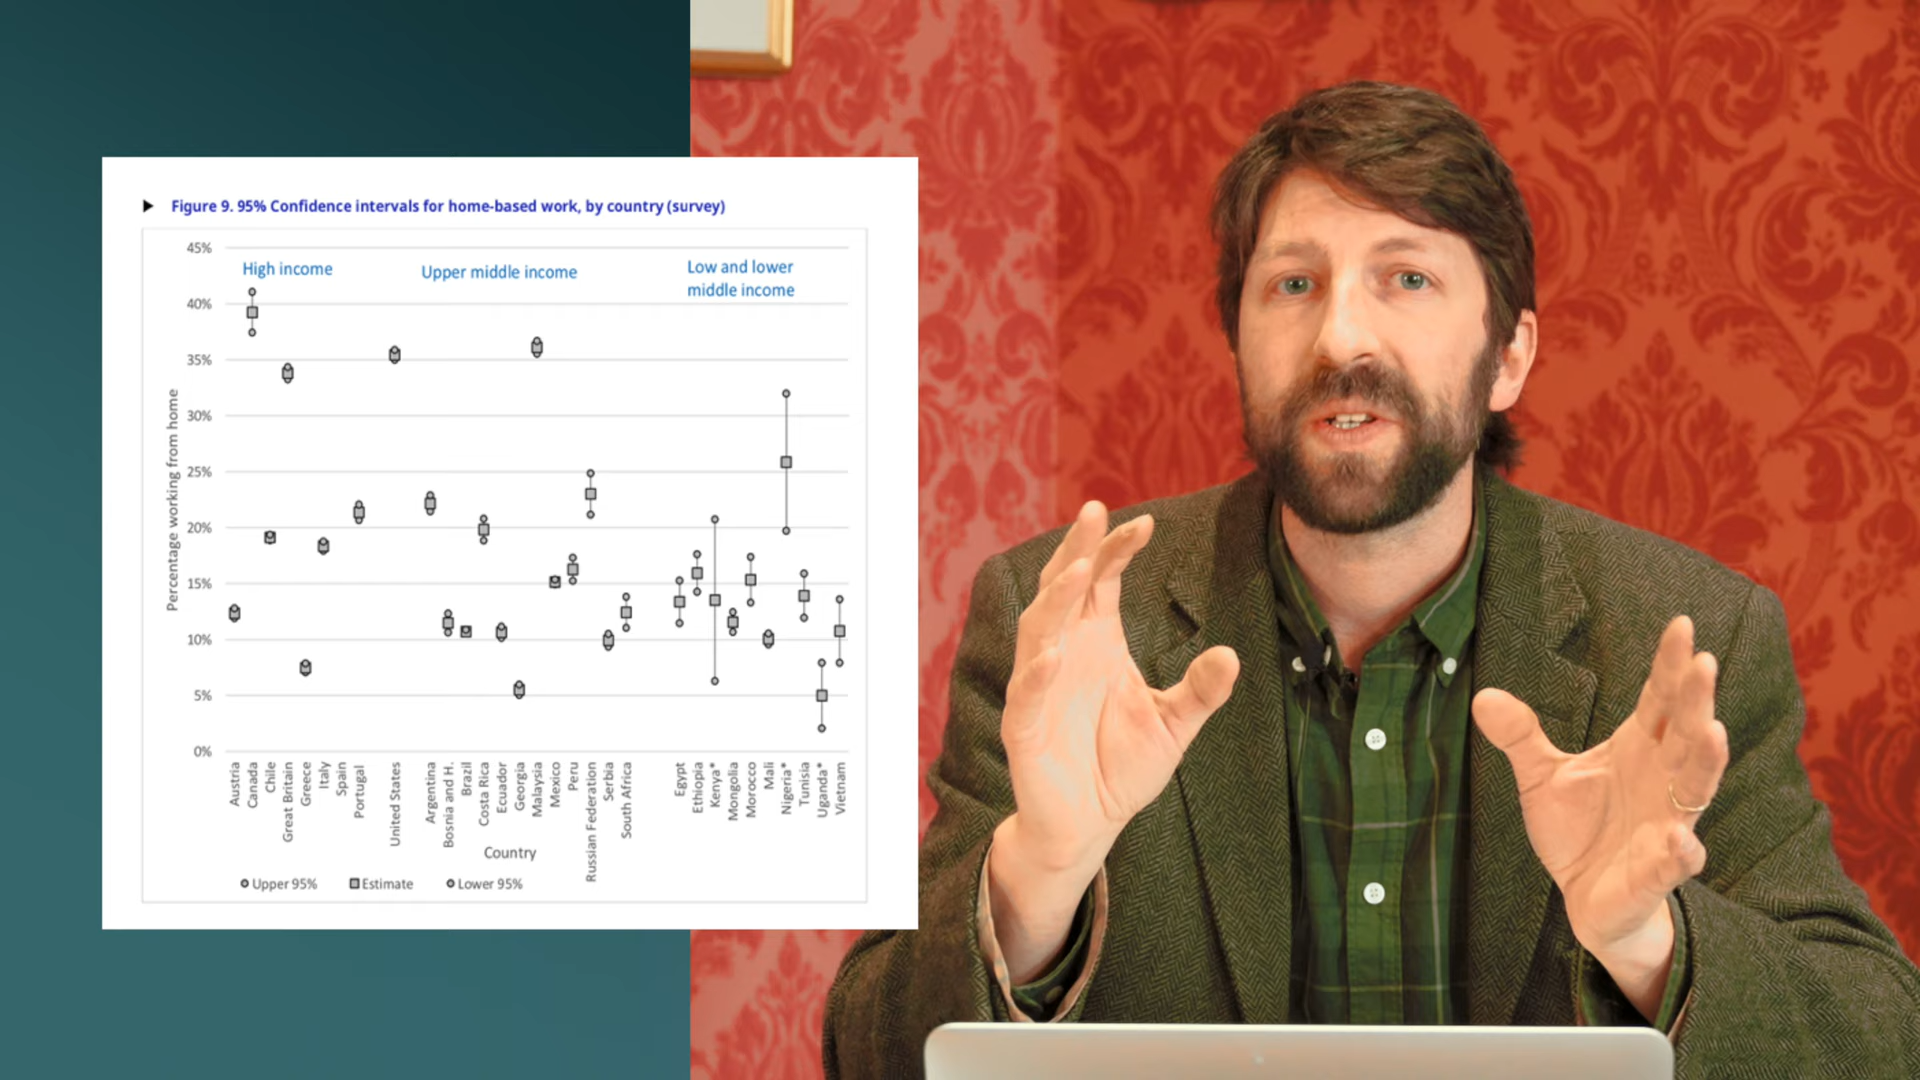 Figure 9. 95% Confidence intervals for home-based work, by country (survey)
45%
High income
Upper middle income
Low and lower
middle income
40%
35%
30%
25%
20%
15%
10%
5%
0%
Percentage working from home
Austria
Canada
Chile
Great Britain
Greece
Italy
Spain
Portugal
United States
Argentina
Bosnia and H.
Brazil
Costa Rica
Ecuador
Georgia
Malaysia
Mexico
Peru
Russian Federation
Serbia
South Africa
Egypt
Ethiopia
Kenya*
Mongolia
Morocco
Mali
Nigeria*
Tunisia
Uganda*
Vietnam
Country
Upper 95% Estimate Lower 95%